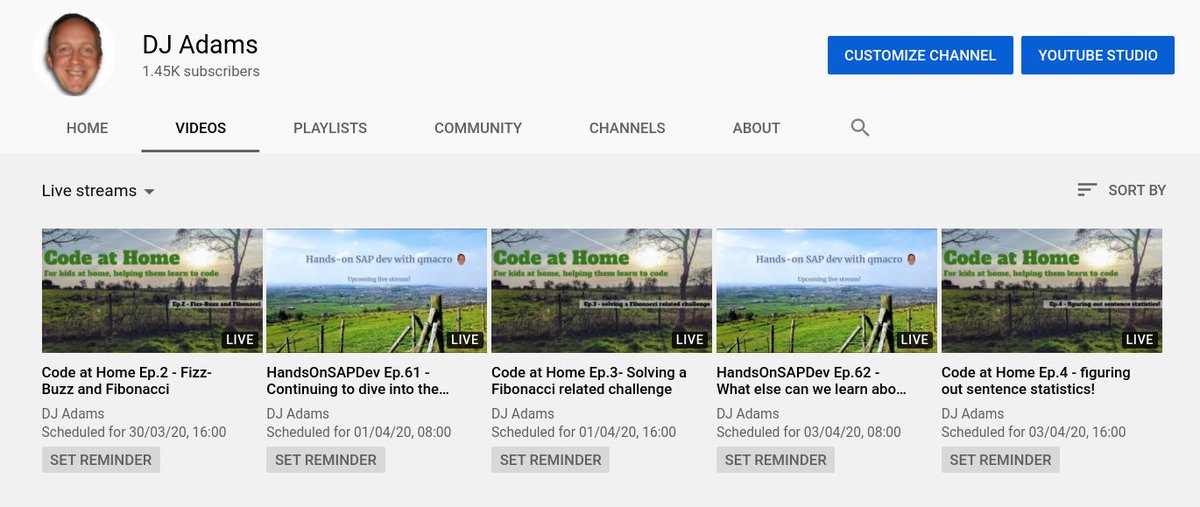 DJ Adams
1.45K subscribers
CUSTOMIZE CHANNEL
YOUTUBE STUDIO
HOME
VIDEOS
PLAYLISTS
COMMUNITY
CHANNELS
ABOUT
Live streams
SORT BY
Code at Home
For kids at home, helping them learn to code
Ep.2 - Fizz-Buzz and Fibonacci
LIVE
Code at Home Ep.2 - Fizz-
Buzz and Fibonacci
DJ Adams
Scheduled for 30/03/20, 16:00
SET REMINDER
Hands-on SAP dev with qmacro
Upcoming live stream!
LIVE
HandsOnSAPDev Ep.61 -
Continuing to dive into the...
DJ Adams
Scheduled for 01/04/20, 08:00
SET REMINDER
Code at Home
For kids at home, helping them learn to code
Ep.3 - solving a Fibonacci related challenge
LIVE
Code at Home Ep.3- Solving a
Fibonacci related challenge
DJ Adams
Scheduled for 01/04/20, 16:00
SET REMINDER
Hands-on SAP dev with qmacro
Upcoming live stream!
LIVE
HandsOnSAPDev Ep.62 -
What else can we learn abo...
DJ Adams
Scheduled for 03/04/20, 08:00
SET REMINDER
Code at Home
For kids at home, helping them learn to code
Ep.4 - figuring out sentence statistics!
LIVE
Code at Home Ep.4 - figuring
out sentence statistics!
DJ Adams
Scheduled for 03/04/20, 16:00
SET REMINDER